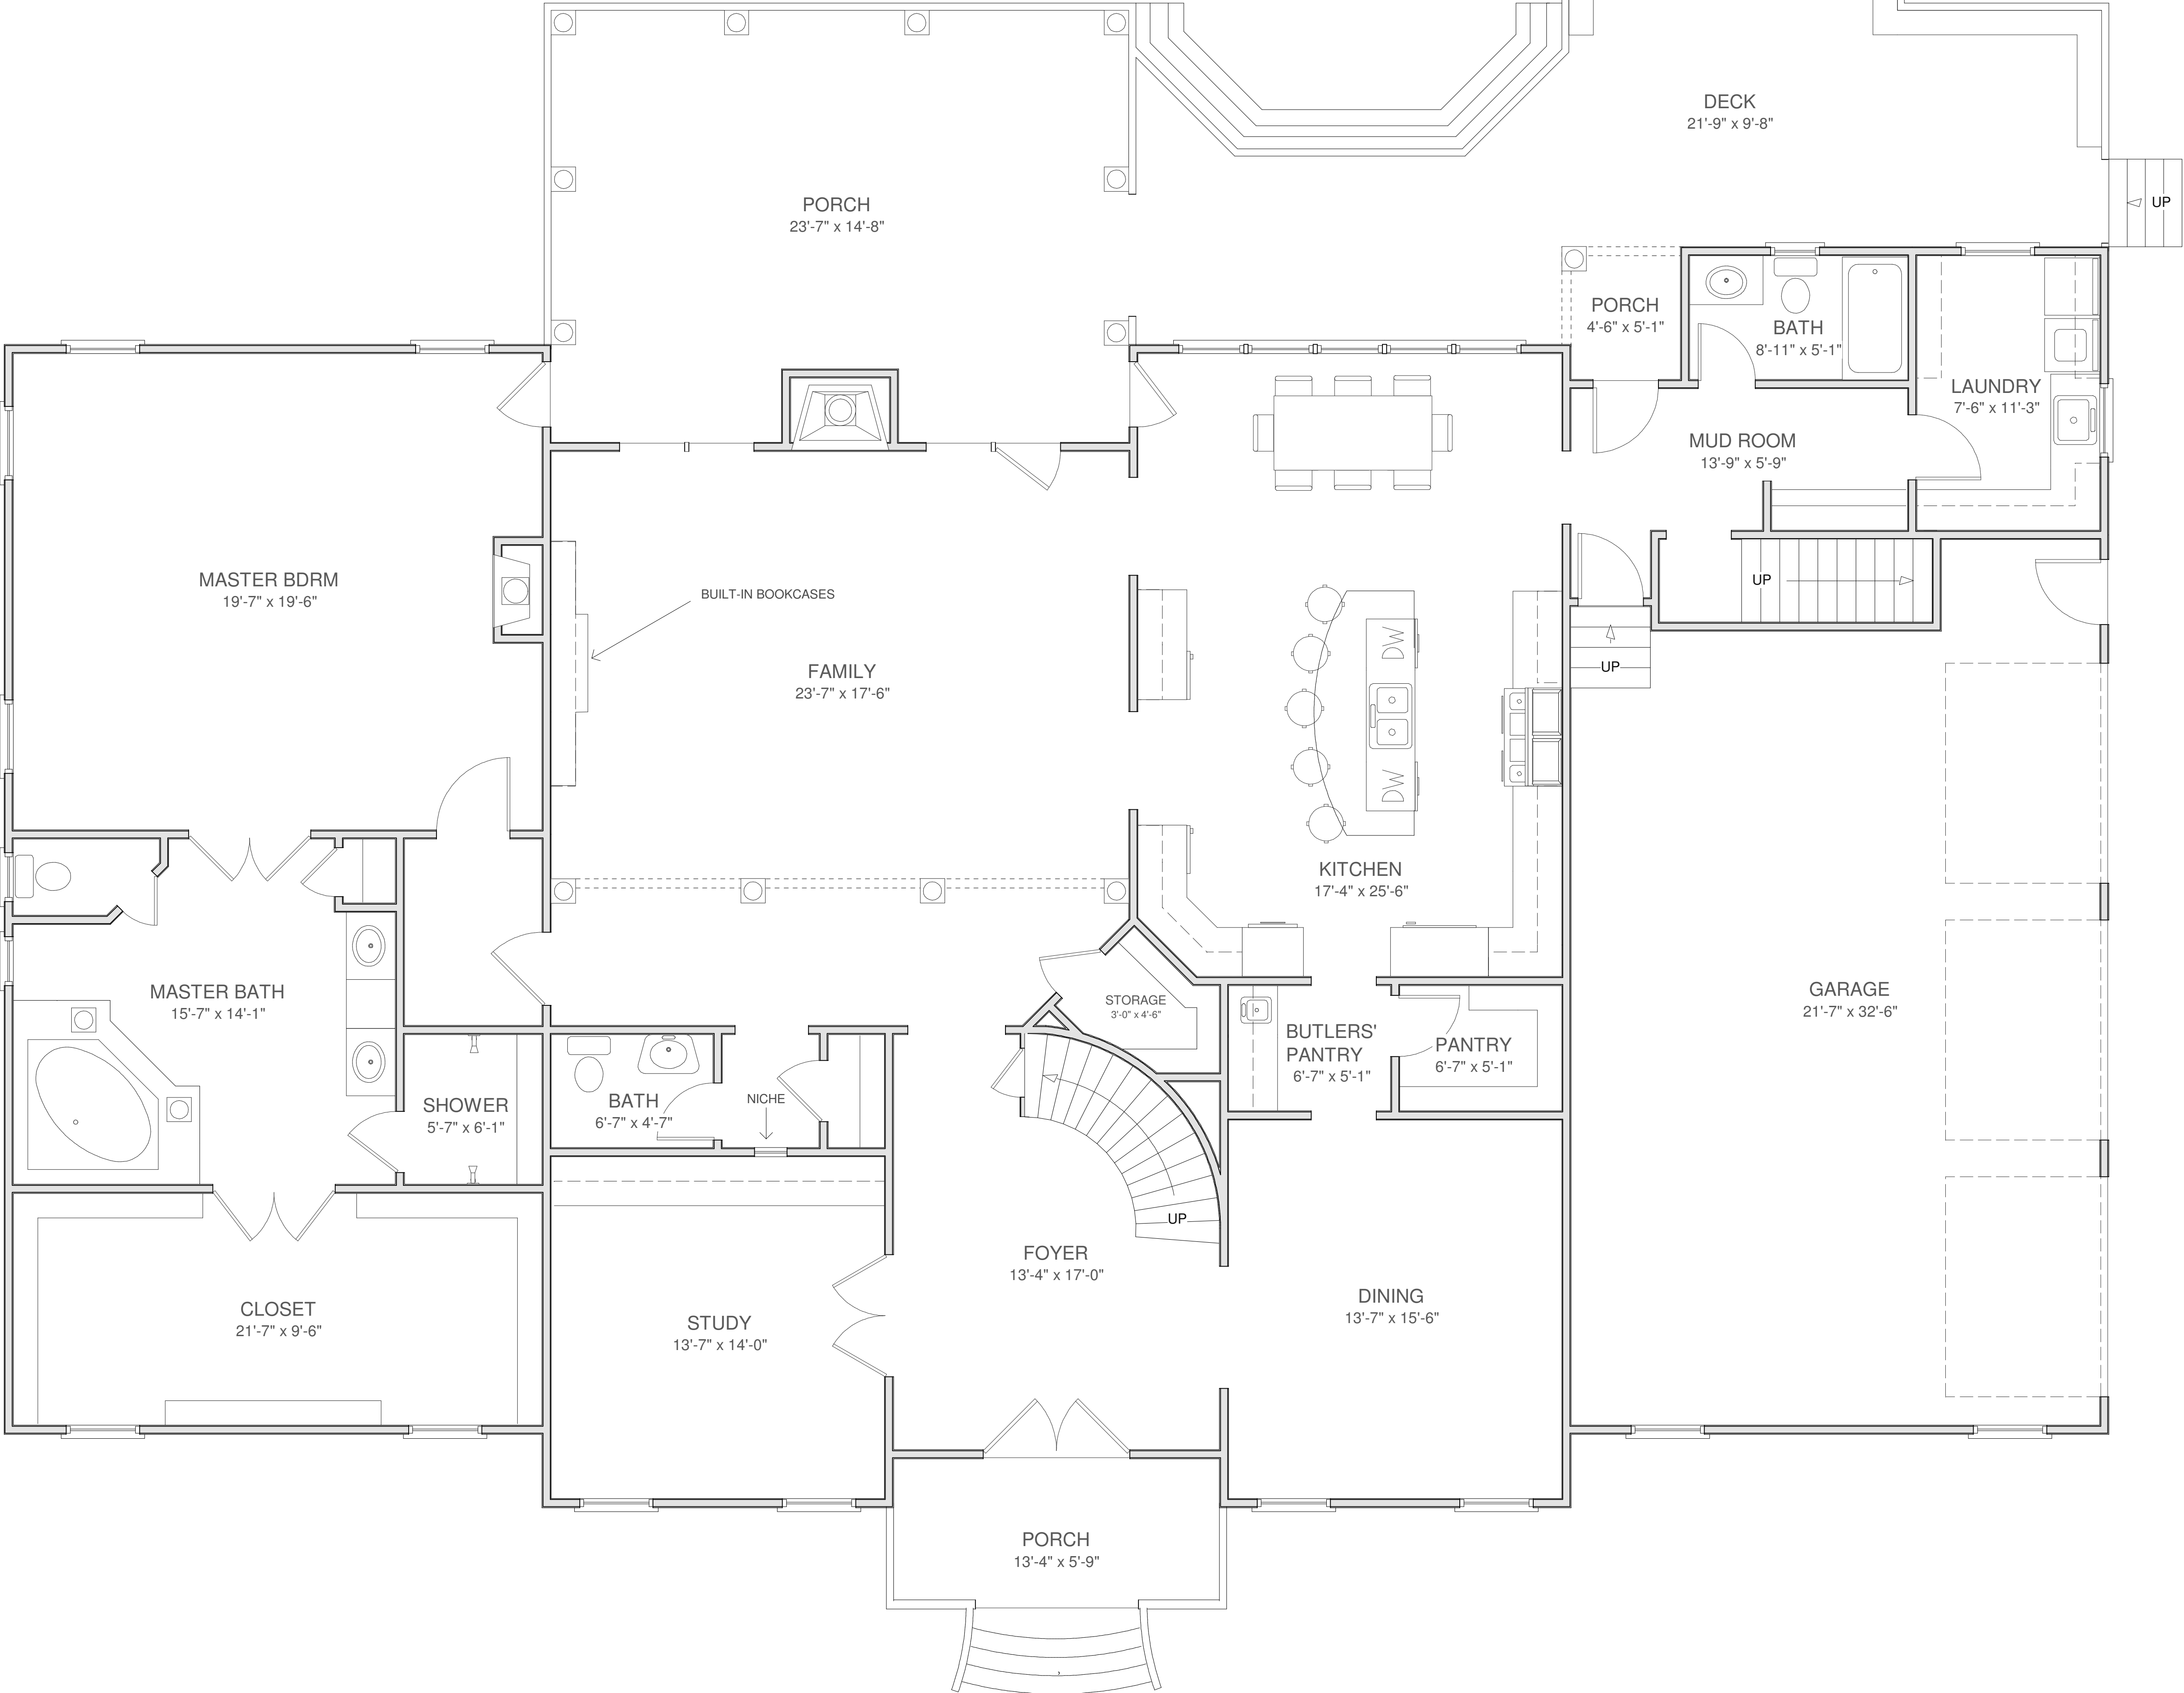 DECK
21'-9" x 9'-8"
UP
PORCH
23'-7" x 14'-8"
PORCH
4'-6" x 5'-1"
BATH
8'-11" x 5'-1"
LAUNDRY
7'-6" x 11'-3"
MUD ROOM
13'-9" x 5'-9"
MASTER BDRM
19'-7" x 19'-6"
BUILT-IN BOOKCASES
UP
UP
FAMILY
23'-7" x 17'-6"
DW
DW
KITCHEN
17'-4" x 25'-6"
MASTER BATH
15'-7" x 14'-1"
STORAGE
3'-0" x 4'-6"
GARAGE
21'-7" x 32'-6"
BUTLERS'
PANTRY
6'-7" x 5'-1"
PANTRY
6'-7" x 5'-1"
SHOWER
5'-7" x 6'-1"
BATH
6'-7" x 4'-7"
NICHE
UP
FOYER
13'-4" x 17'-0"
CLOSET
21'-7" x 9'-6"
STUDY
13'-7" x 14'-0"
DINING
13'-7" x 15'-6"
PORCH
13'-4" x 5'-9"